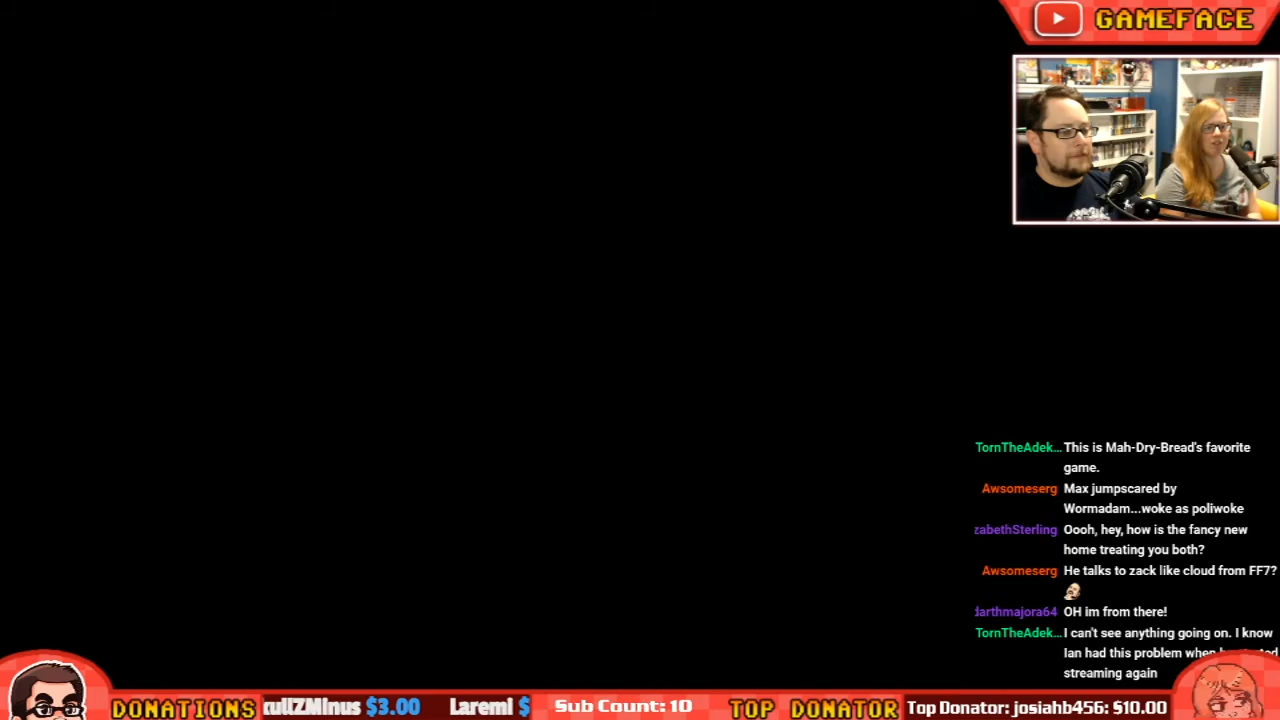 GAMEFACE
TornTheAdek... This is Mah-Dry-Bread's favorite
game.
Awsomeserg Max jumpscared by
Wormadam...woke as poliwoke
zabethSterling Oooh, hey, how is the fancy new
home treating you both?
Awsomeserg He talks to zack like cloud from FF7?
darthmajora64 OH im from there!
TornTheAdek... I can't see anything going on. I know
Ian had this problem when
streaming again
DONATIONS kullZMinus $3.00 Laremi $ Sub Count: 10 TOP DONATOR Top Donator: josiahb456: $10.00